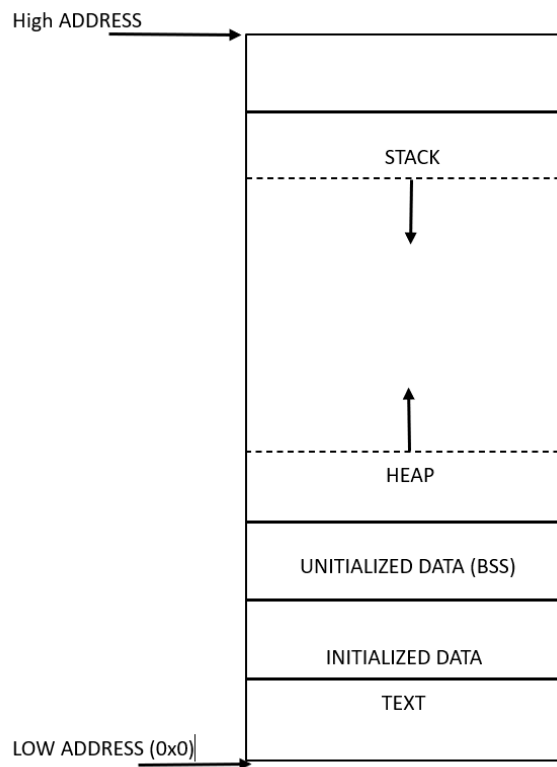 High ADDRESS
STACK
HEAP
UNITIALIZED DATA (BSS)
INITIALIZED DATA
TEXT
LOW ADDRESS (0x0)